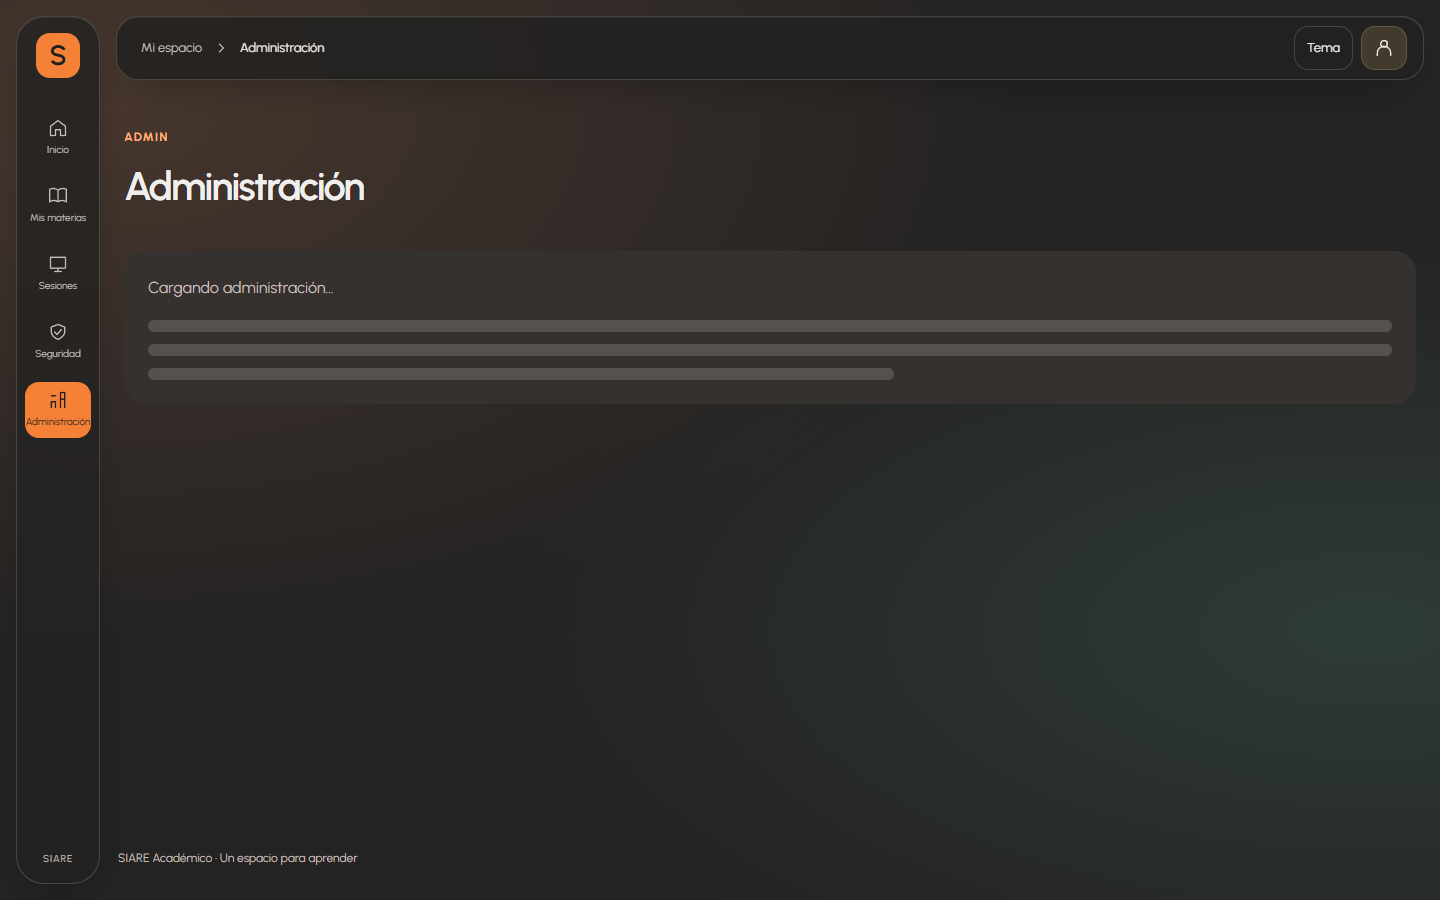 S
Inicio
Mis materias
Sesiones
Seguridad
Administración
SIARE
Mi espacio > Administración
Tema
ADMIN
Administración
Cargando administración...
SIARE Académico · Un espacio para aprender